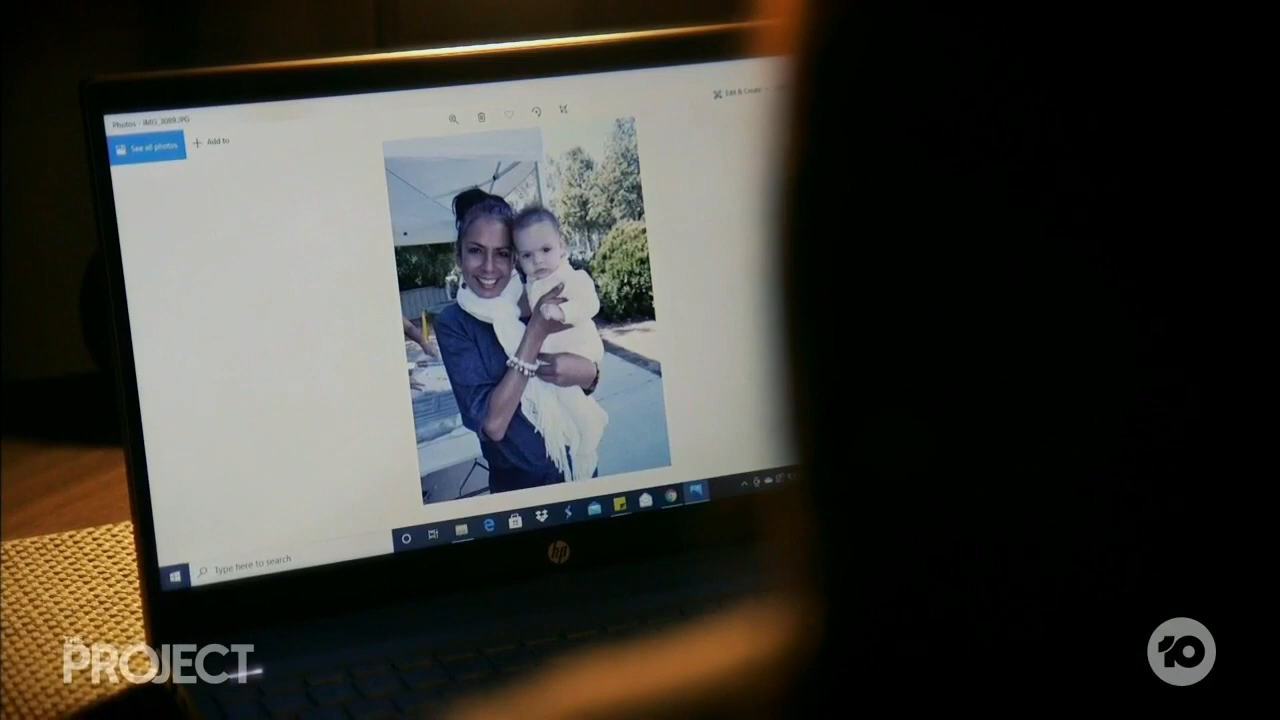 Photos - IMG_3089.JPG
See all photos
Add to
Edit & Create
Type here to search
hp
THE
PROJECT
10